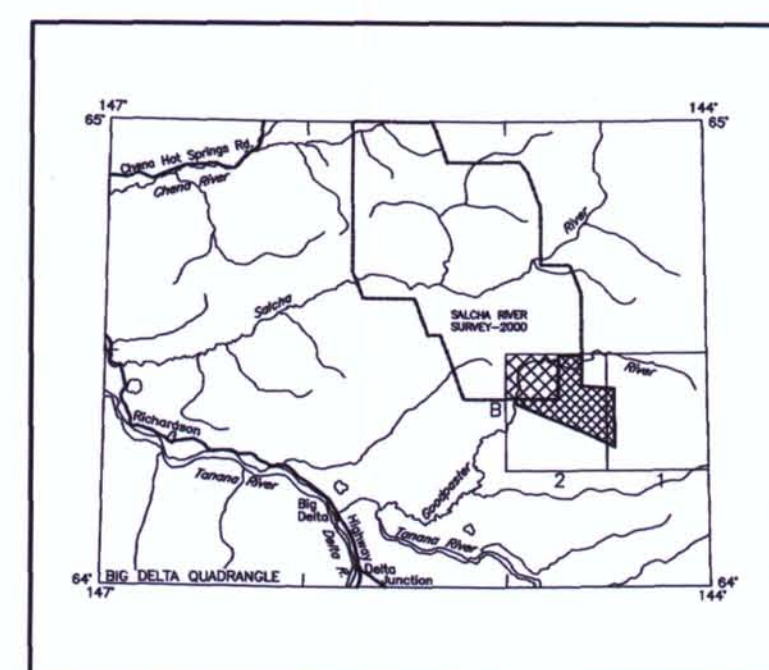 147°
144°
65°
65°
Chena Hot Springs Rd.
Chena River
River
Salcha
SALCHA RIVER
SURVEY-2000
River
B
Richardson
Tanana River
Goodpaster
2
1
Big
Delta
Highway
Delta R.
Tanana River
Delta
Junction
BIG DELTA QUADRANGLE
64°
64°
147°
144°